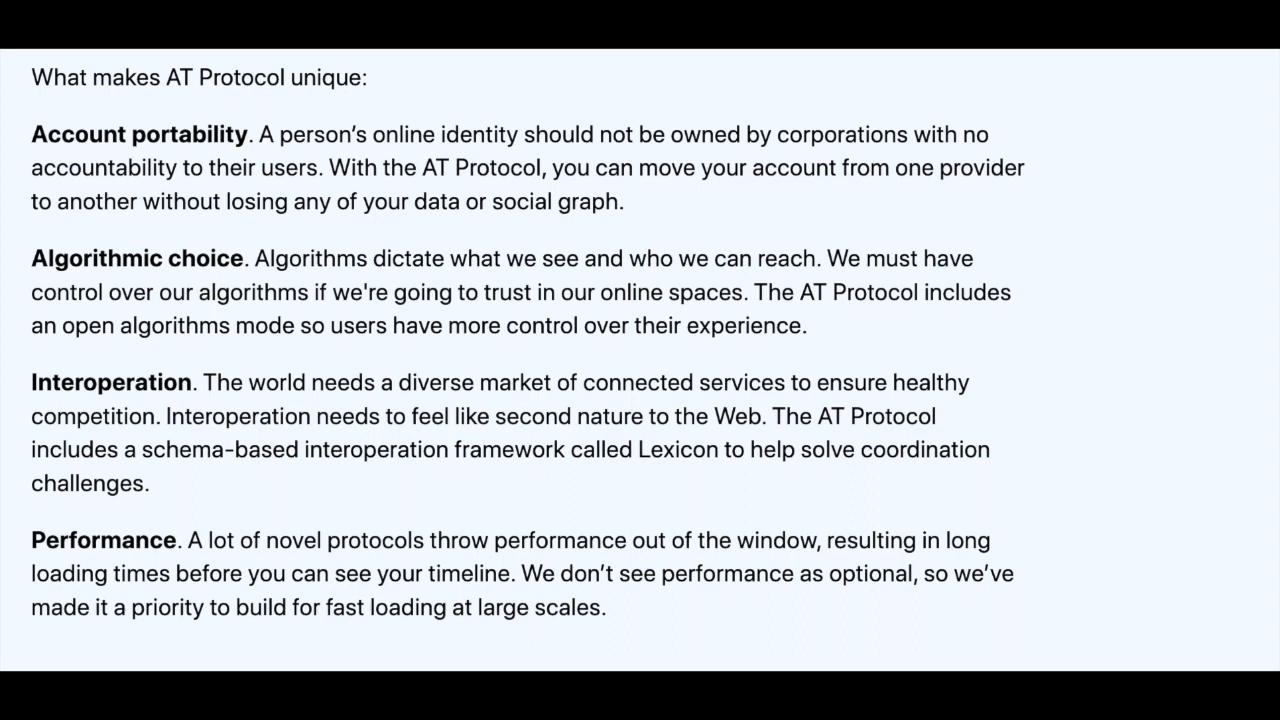 What makes AT Protocol unique:
Account portability. A person’s online identity should not be owned by corporations with no
accountability to their users. With the AT Protocol, you can move your account from one provider
to another without losing any of your data or social graph.
Algorithmic choice. Algorithms dictate what we see and who we can reach. We must have
control over our algorithms if we're going to trust in our online spaces. The AT Protocol includes
an open algorithms mode so users have more control over their experience.
Interoperation. The world needs a diverse market of connected services to ensure healthy
competition. Interoperation needs to feel like second nature to the Web. The AT Protocol
includes a schema-based interoperation framework called Lexicon to help solve coordination
challenges.
Performance. A lot of novel protocols throw performance out of the window, resulting in long
loading times before you can see your timeline. We don’t see performance as optional, so we’ve
made it a priority to build for fast loading at large scales.